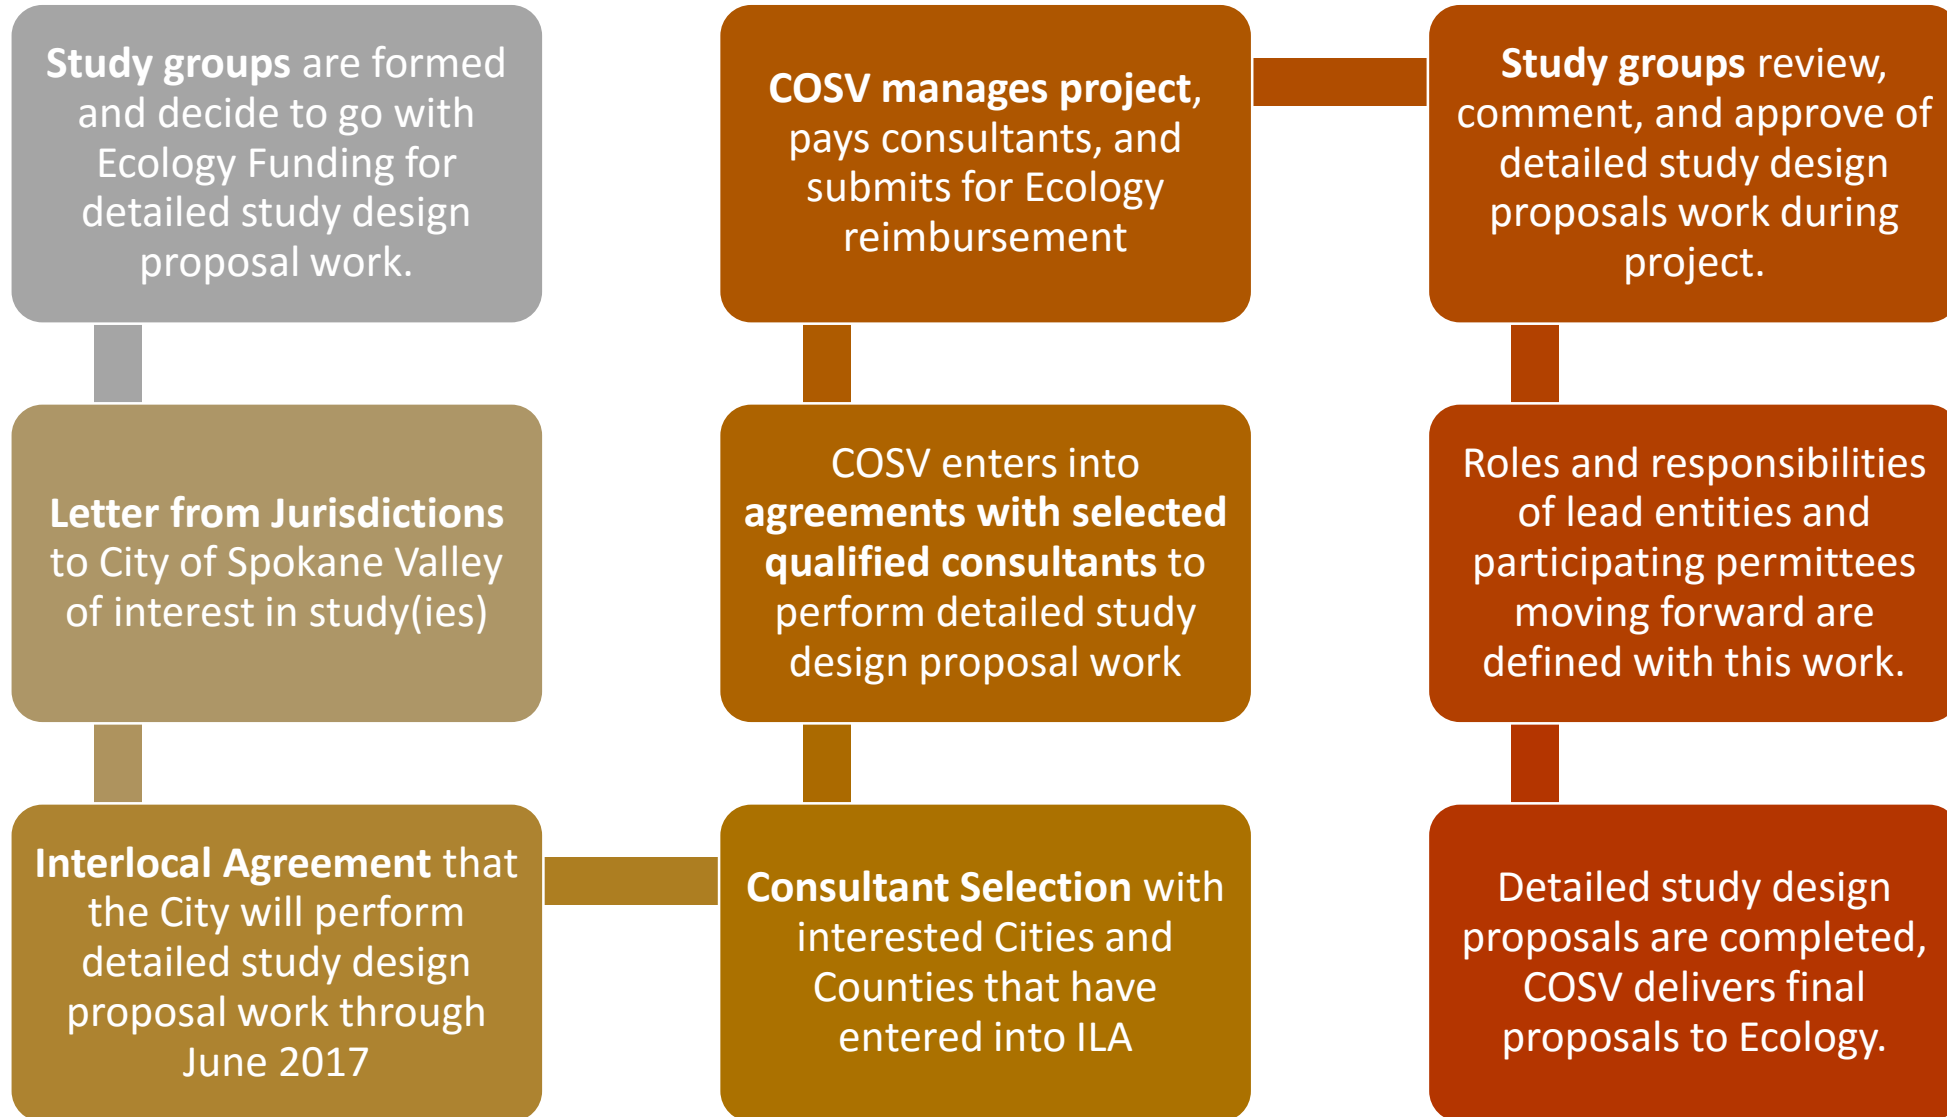 Study groups are formed
and decide to go with
Ecology Funding for
detailed study design
proposal work.
Letter from Jurisdictions
to City of Spokane Valley
of interest in study(ies)
Interlocal Agreement that
the City will perform
detailed study design
proposal work through
June 2017
Consultant Selection with
interested Cities and
Counties that have
entered into ILA
COSV enters into
agreements with selected
qualified consultants to
perform detailed study
design proposal work
COSV manages project,
pays consultants, and
submits for Ecology
reimbursement
Study groups review,
comment, and approve of
detailed study design
proposals work during
project.
Roles and responsibilities
of lead entities and
participating permittees
moving forward are
defined with this work.
Detailed study design
proposals are completed,
COSV delivers final
proposals to Ecology.